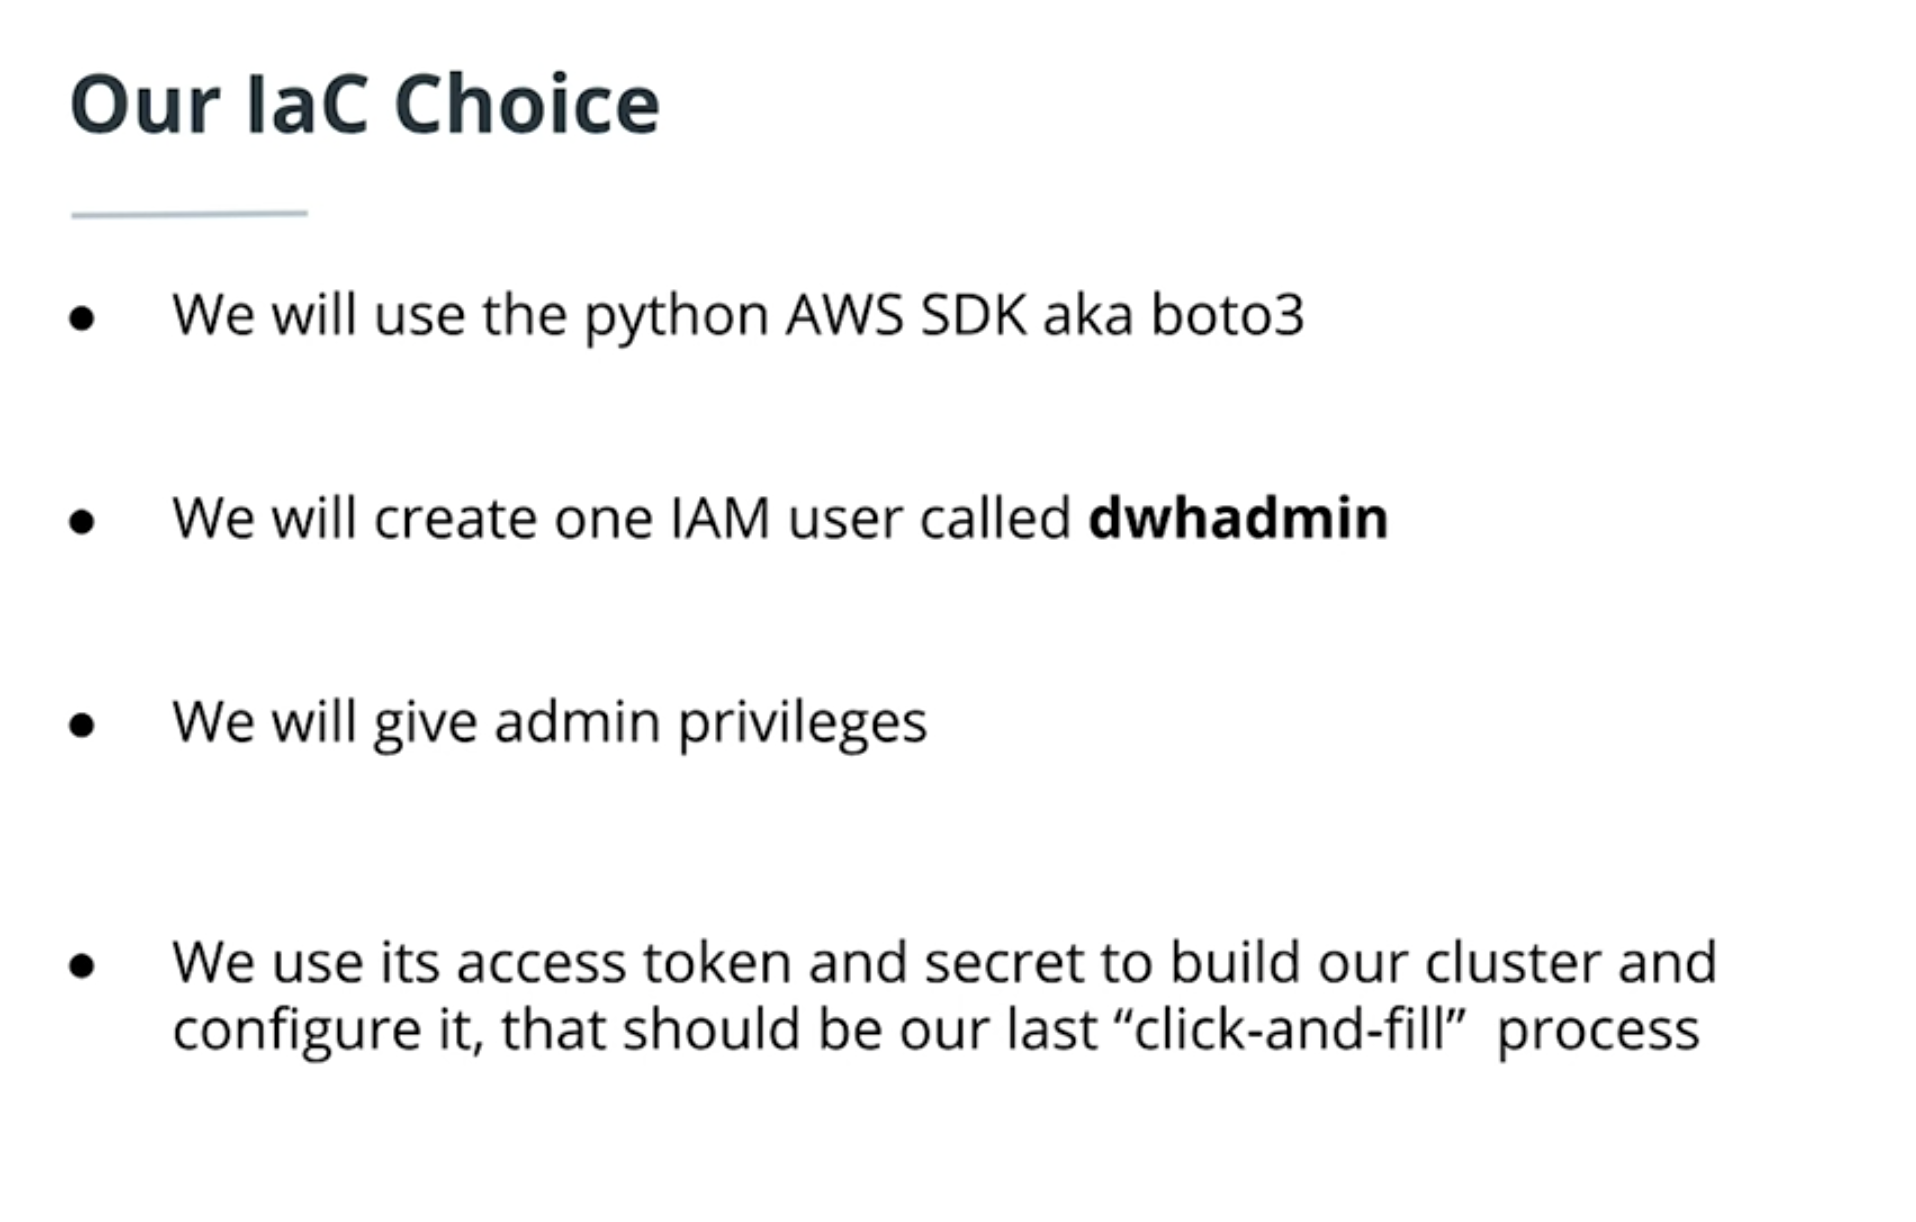 Our IaC Choice
● We will use the python AWS SDK aka boto3
● We will create one IAM user called dwhadmin
● We will give admin privileges
● We use its access token and secret to build our cluster and
configure it, that should be our last “click-and-fill”  process